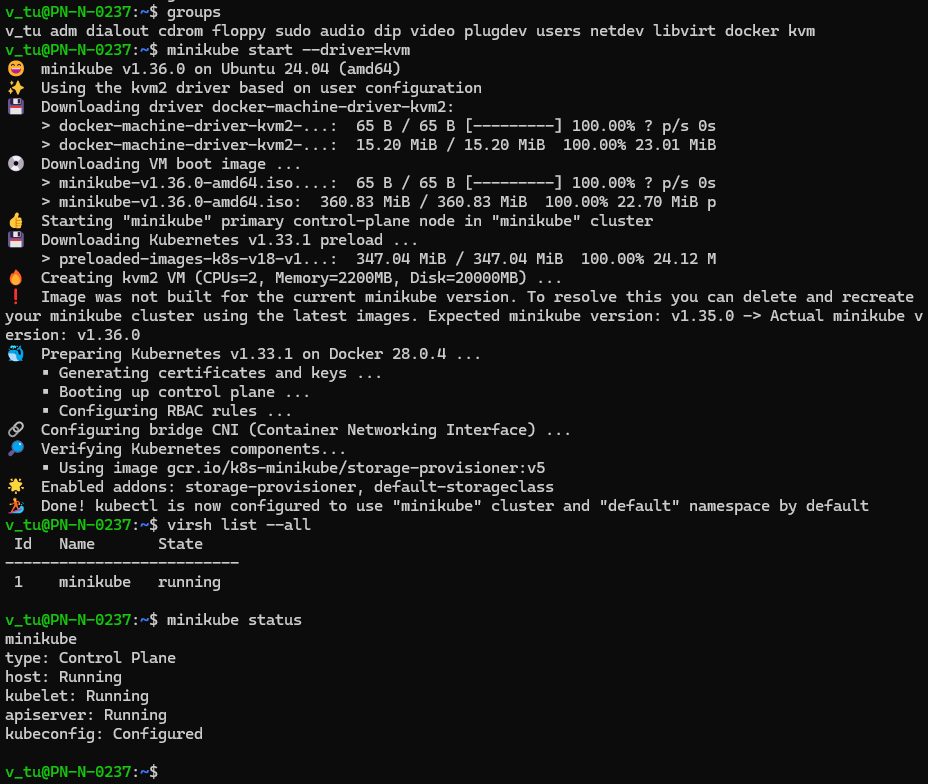 v_tu@PN-N-0237:~$ groups
v_tu adm dialout cdrom floppy sudo audio dip video plugdev users netdev libvirt docker kvm
v_tu@PN-N-0237:~$ minikube start --driver=kvm
😄  minikube v1.36.0 on Ubuntu 24.04 (amd64)
✨  Using the kvm2 driver based on user configuration
💾  Downloading driver docker-machine-driver-kvm2:
    > docker-machine-driver-kvm2-...:  65 B / 65 B [---------] 100.00% ? p/s 0s
    > docker-machine-driver-kvm2-...:  15.20 MiB / 15.20 MiB  100.00% 23.01 MiB
💿  Downloading VM boot image ...
    > minikube-v1.36.0-amd64.iso....:  65 B / 65 B [---------] 100.00% ? p/s 0s
    > minikube-v1.36.0-amd64.iso:  360.83 MiB / 360.83 MiB  100.00% 22.70 MiB p
👍  Starting "minikube" primary control-plane node in "minikube" cluster
💾  Downloading Kubernetes v1.33.1 preload ...
    > preloaded-images-k8s-v18-v1...:  347.04 MiB / 347.04 MiB  100.00% 24.12 M
🔥  Creating kvm2 VM (CPUs=2, Memory=2200MB, Disk=20000MB) ...
❗  Image was not built for the current minikube version. To resolve this you can delete and recreate
your minikube cluster using the latest images. Expected minikube version: v1.35.0 -> Actual minikube v
ersion: v1.36.0
🐳  Preparing Kubernetes v1.33.1 on Docker 28.0.4 ...
    ▪ Generating certificates and keys ...
    ▪ Booting up control plane ...
    ▪ Configuring RBAC rules ...
🔗  Configuring bridge CNI (Container Networking Interface) ...
🔎  Verifying Kubernetes components...
    ▪ Using image gcr.io/k8s-minikube/storage-provisioner:v5
🌟  Enabled addons: storage-provisioner, default-storageclass
🏄  Done! kubectl is now configured to use "minikube" cluster and "default" namespace by default
v_tu@PN-N-0237:~$ virsh list --all
 Id   Name       State
--------------------------
 1    minikube   running
v_tu@PN-N-0237:~$ minikube status
minikube
type: Control Plane
host: Running
kubelet: Running
apiserver: Running
kubeconfig: Configured
v_tu@PN-N-0237:~$